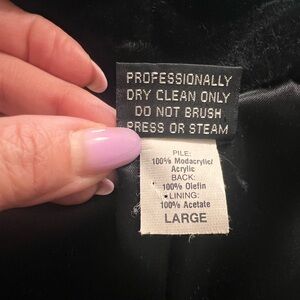 PROFESSIONALLY
DRY CLEAN ONLY
DO NOT BRUSH
PRESS OR STEAM
PILE:
100% Modacrylic/
Acrylic
BACK:
100% Olefin
★LINING:
100% Acetate
LARGE